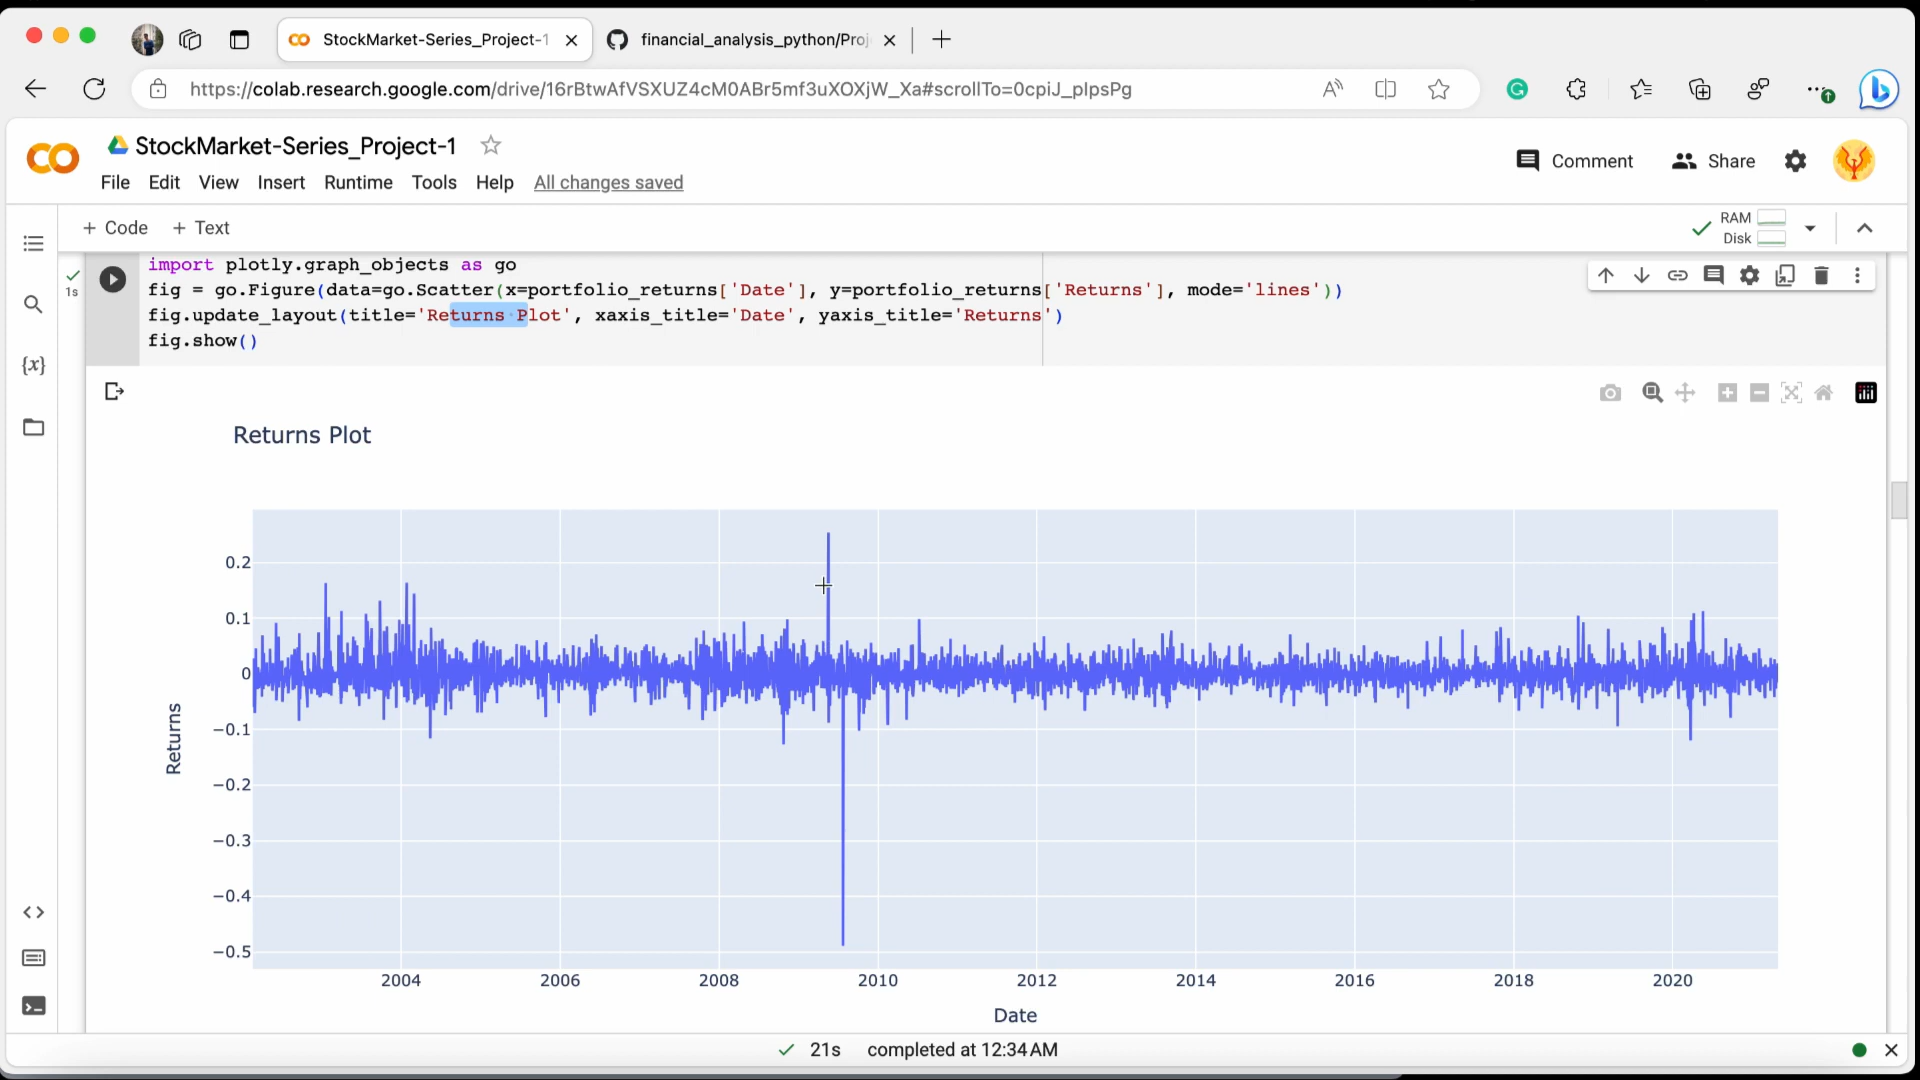 StockMarket-Series_Project-1
financial_analysis_python/Proj
https://colab.research.google.com/drive/16rBtwAfVSXUZ4cM0ABr5mf3uXOXjW_Xa#scrollTo=0cpiJ_pIpsPg
StockMarket-Series_Project-1
Comment
Share
File Edit View Insert Runtime Tools Help All changes saved
+ Code + Text
RAM
Disk
1s
import plotly.graph_objects as go
fig = go.Figure(data=go.Scatter(x=portfolio_returns['Date'], y=portfolio_returns['Returns'], mode='lines'))
fig.update_layout(title='Returns Plot', xaxis_title='Date', yaxis_title='Returns')
fig.show()
{x}
Returns Plot
0.2
0.1
0
−0.1
−0.2
−0.3
−0.4
−0.5
Returns
2004 2006 2008 2010 2012 2014 2016 2018 2020
Date
21s completed at 12:34 AM